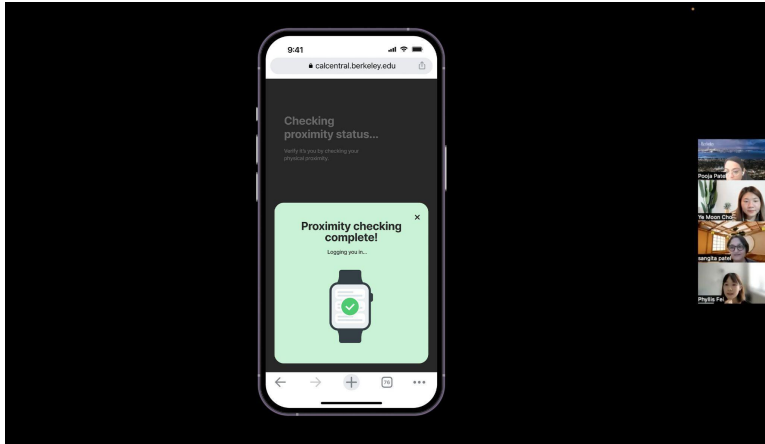 9:41
calcentral.berkeley.edu
Checking
proximity status...
Verify it's you by checking your
physical proximity.
Proximity checking
complete!
Logging you in...
76
Pooja Patel
Ye Moon Cho
sangita patel
Phyllis Fei